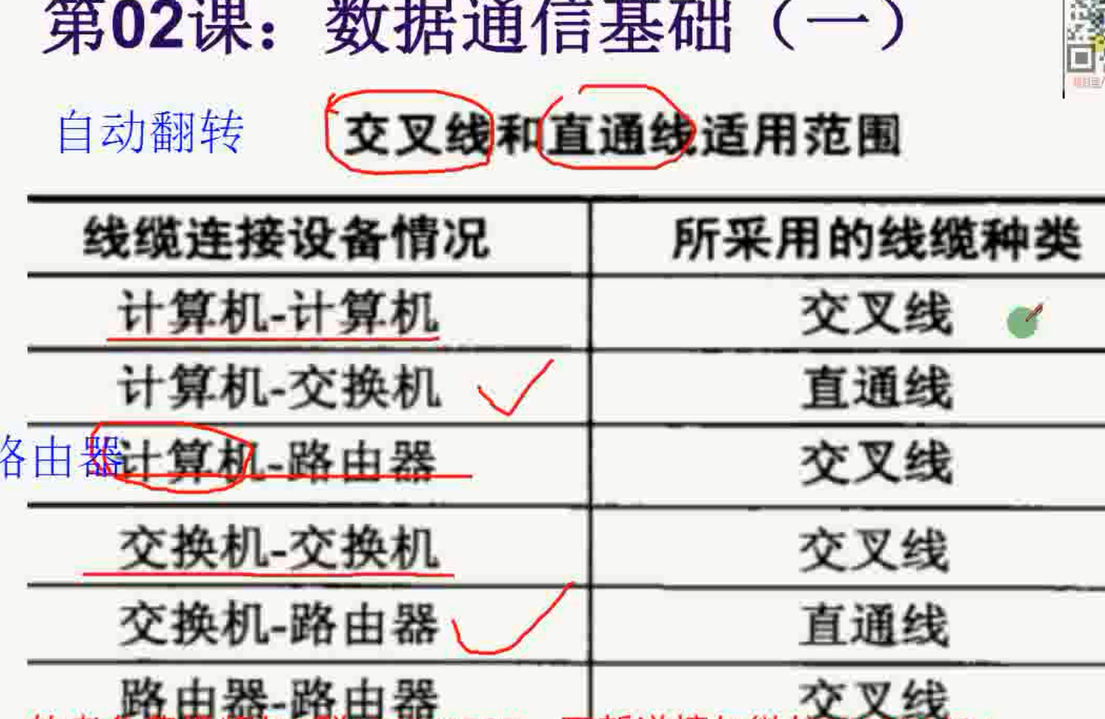 第02课：数据通信基础（一）
自动翻转
交叉线和直通线适用范围
线缆连接设备情况 所采用的线缆种类
计算机-计算机 交叉线
计算机-交换机 直通线
路由器
计算机-路由器 交叉线
交换机-交换机 交叉线
交换机-路由器 直通线
路由器-路由器 交叉线